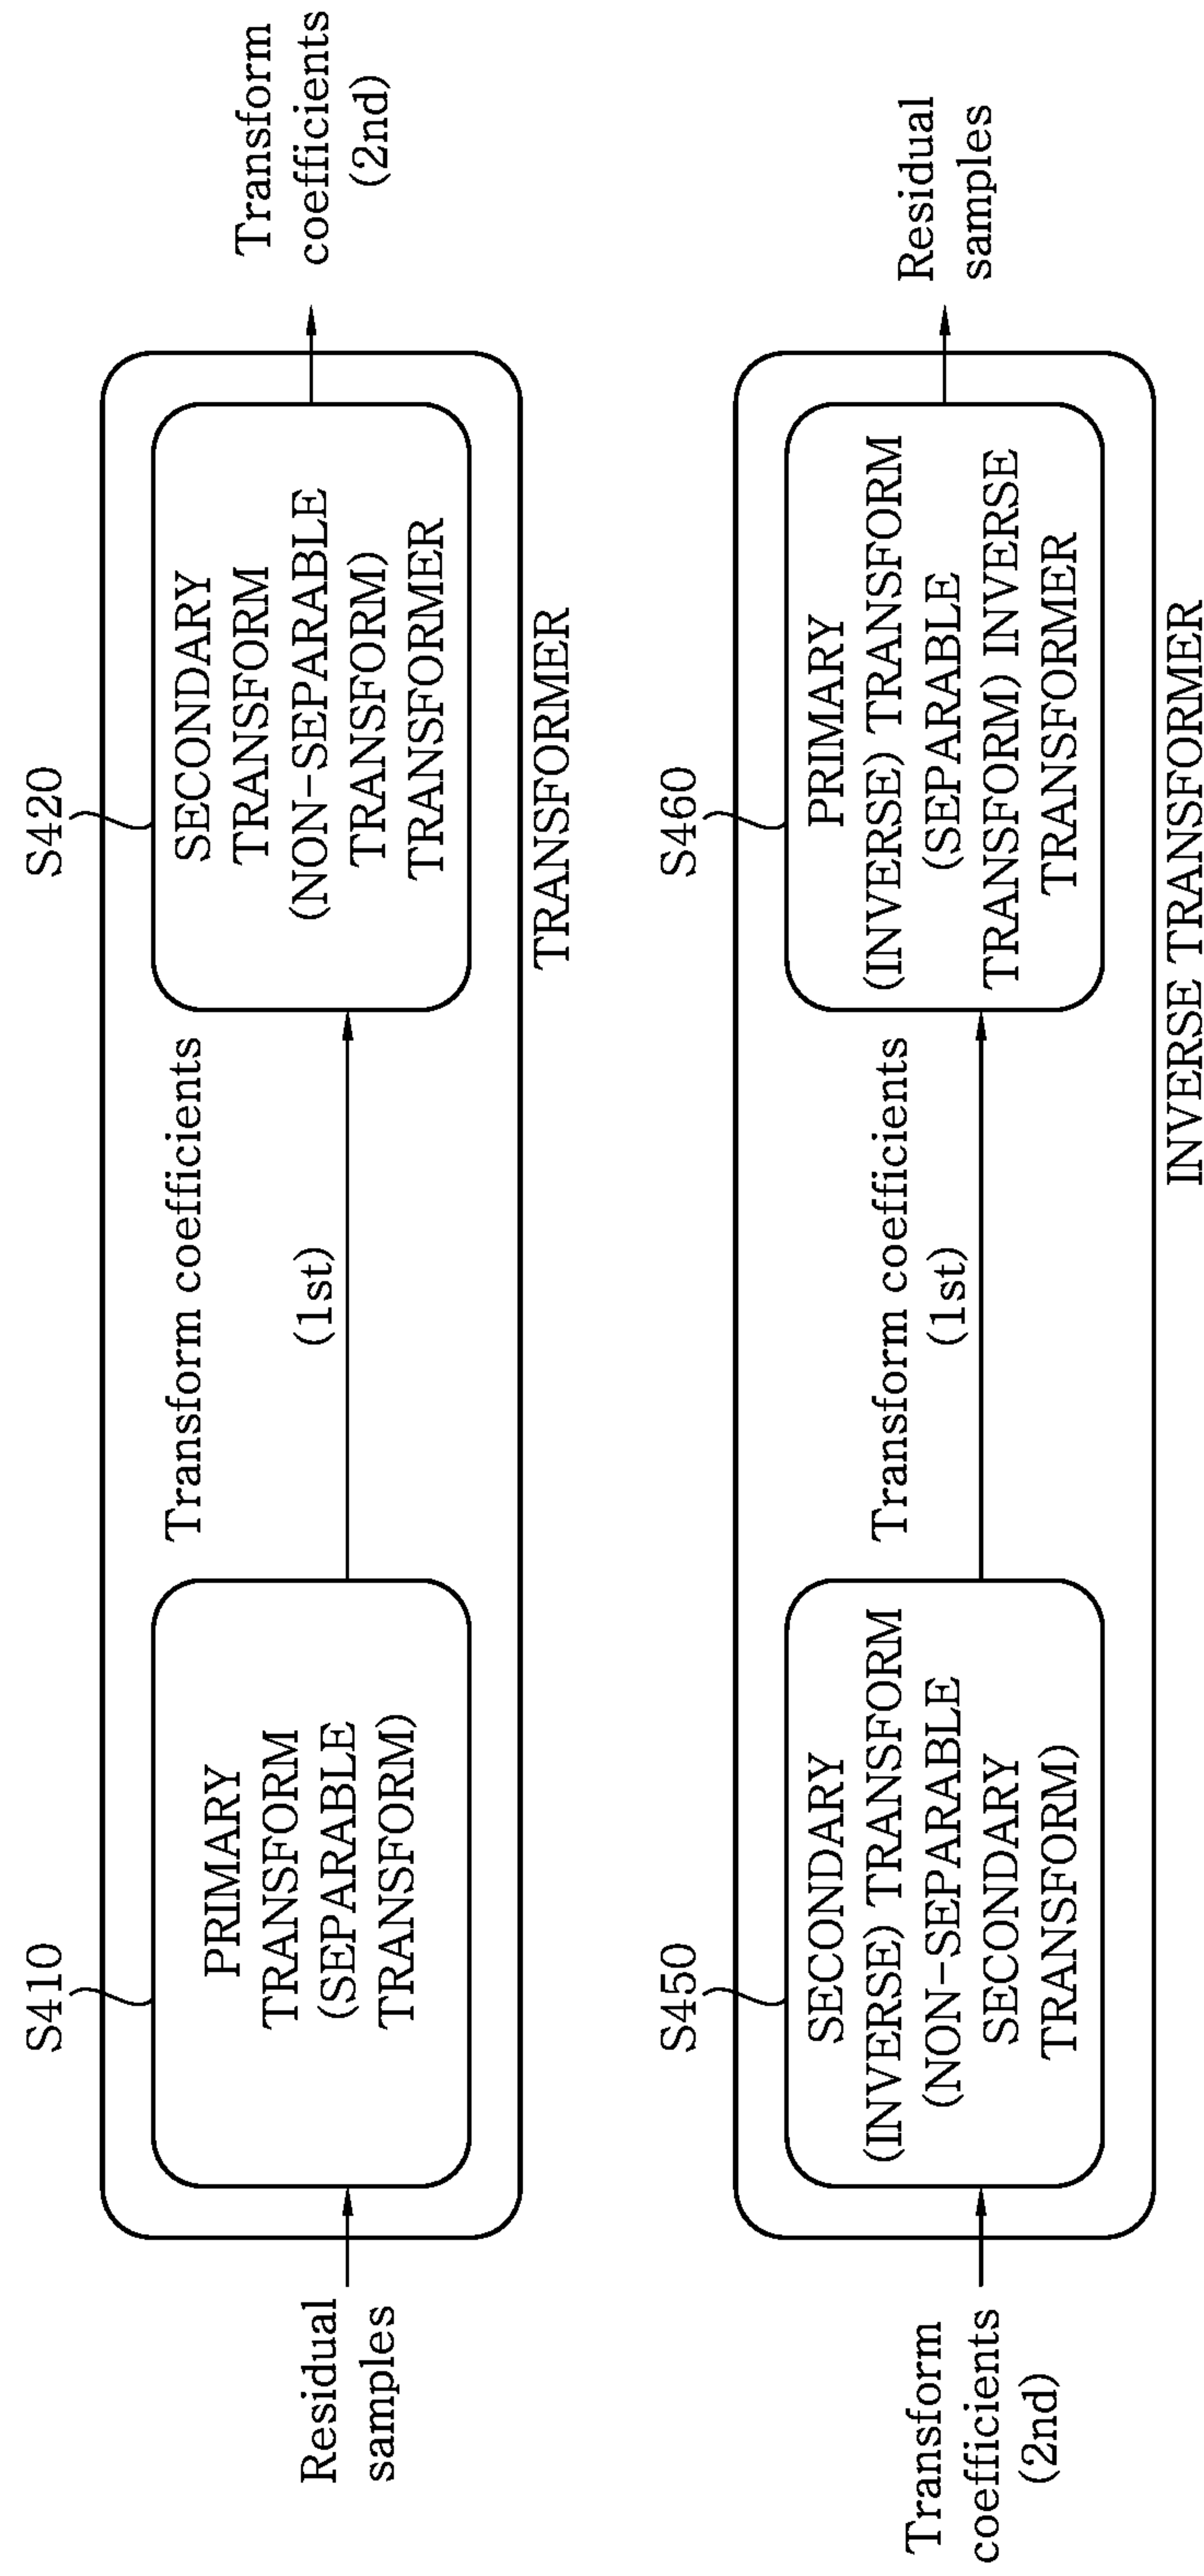 S410
S420
Residual
samples
PRIMARY
TRANSFORM
(SEPARABLE
TRANSFORM)
Transform coefficients
(1st)
SECONDARY
TRANSFORM
(NON-SEPARABLE
TRANSFORM)
TRANSFORMER
Transform
coefficients
(2nd)
TRANSFORMER
S450
S460
Transform
coefficients
(2nd)
SECONDARY
(INVERSE) TRANSFORM
(NON-SEPARABLE
SECONDARY
TRANSFORM)
Transform coefficients
(1st)
PRIMARY
(INVERSE) TRANSFORM
(SEPARABLE
TRANSFORM) INVERSE
TRANSFORMER
Residual
samples
INVERSE TRANSFORMER